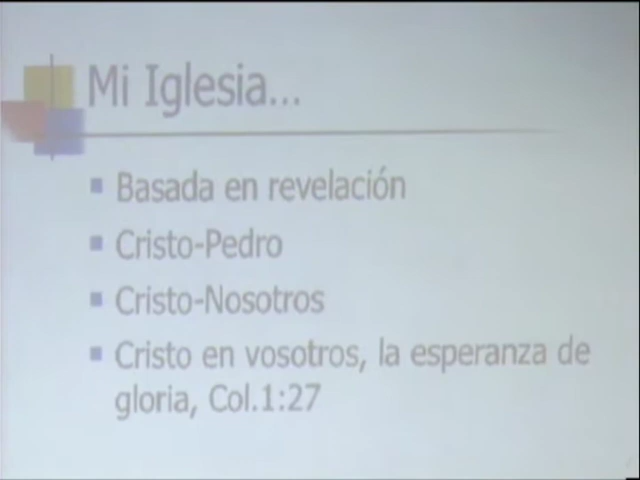 Mi Iglesia...
Basada en revelación
Cristo-Pedro
Cristo-Nosotros
Cristo en vosotros, la esperanza de
gloria, Col.1:27